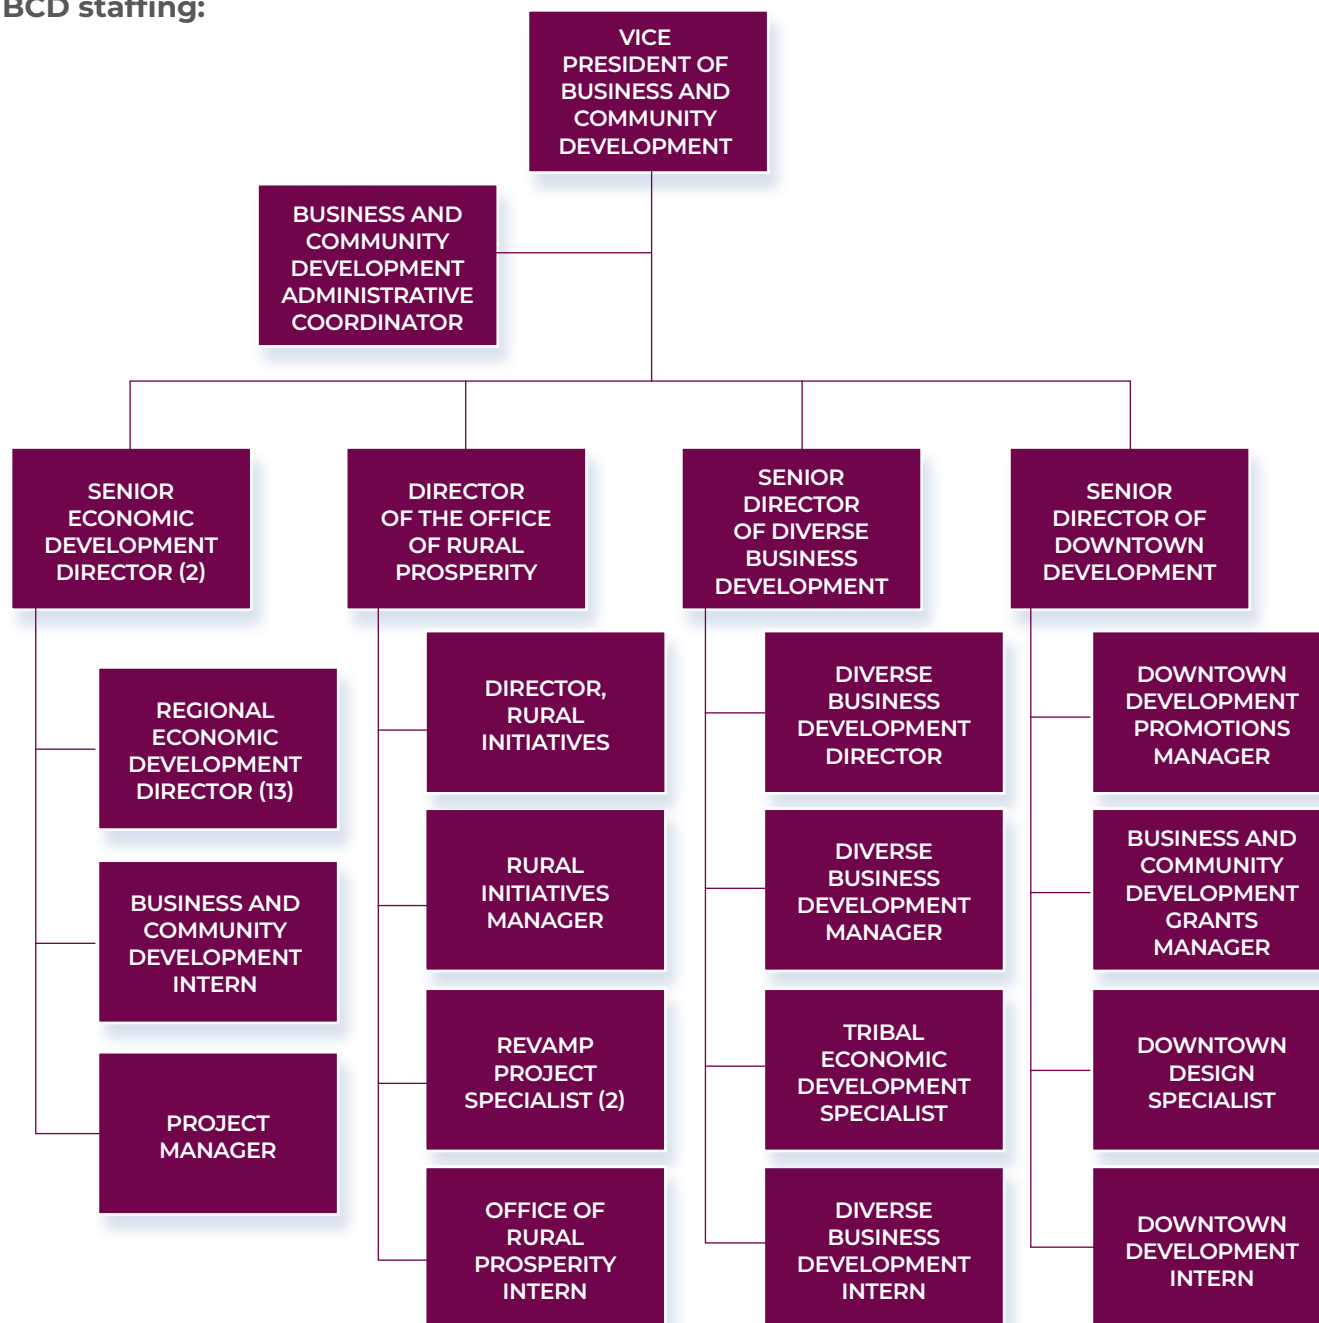 BCD staffing:
VICE
PRESIDENT OF
BUSINESS AND
COMMUNITY
DEVELOPMENT
BUSINESS AND
COMMUNITY
DEVELOPMENT
ADMINISTRATIVE
COORDINATOR
SENIOR
ECONOMIC
DEVELOPMENT
DIRECTOR (2)
REGIONAL
ECONOMIC
DEVELOPMENT
DIRECTOR (13)
BUSINESS AND
COMMUNITY
DEVELOPMENT
INTERN
PROJECT
MANAGER
DIRECTOR
OF THE OFFICE
OF RURAL
PROSPERITY
DIRECTOR,
RURAL
INITIATIVES
RURAL
INITIATIVES
MANAGER
REVAMP
PROJECT
SPECIALIST (2)
OFFICE OF
RURAL
PROSPERITY
INTERN
SENIOR
DIRECTOR
OF DIVERSE
BUSINESS
DEVELOPMENT
DIVERSE
BUSINESS
DEVELOPMENT
DIRECTOR
DIVERSE
BUSINESS
DEVELOPMENT
MANAGER
TRIBAL
ECONOMIC
DEVELOPMENT
SPECIALIST
DIVERSE
BUSINESS
DEVELOPMENT
INTERN
SENIOR
DIRECTOR OF
DOWNTOWN
DEVELOPMENT
DOWNTOWN
DEVELOPMENT
PROMOTIONS
MANAGER
BUSINESS AND
COMMUNITY
DEVELOPMENT
GRANTS
MANAGER
DOWNTOWN
DESIGN
SPECIALIST
DOWNTOWN
DEVELOPMENT
INTERN